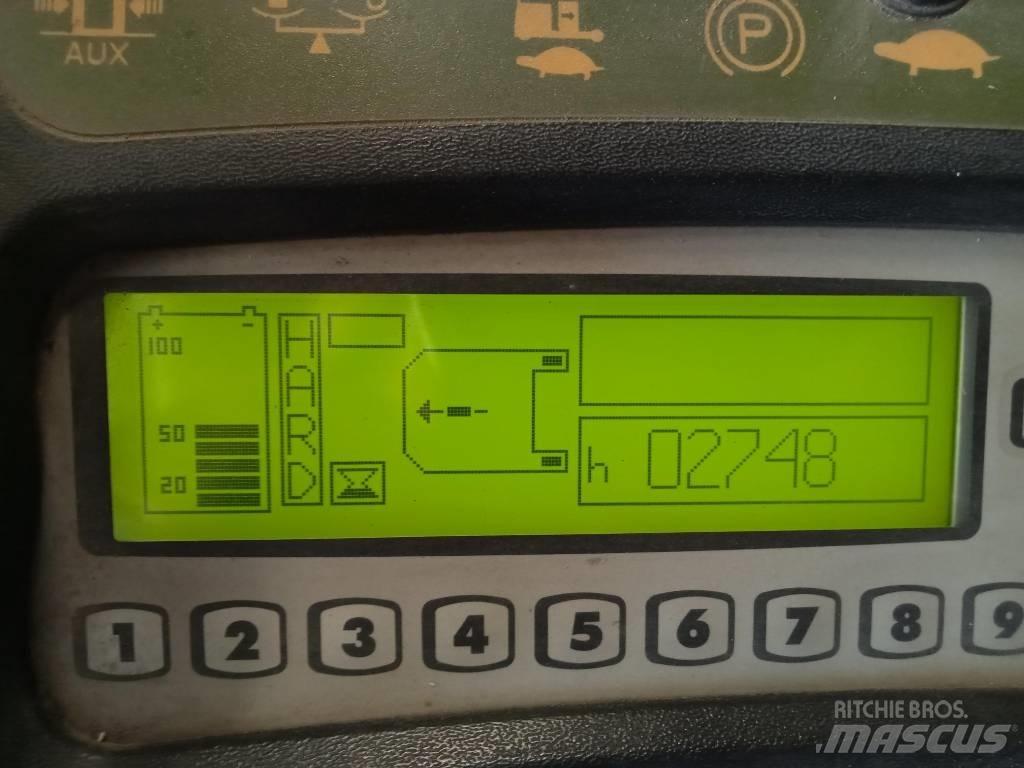 AUX
P
+ -
100
50
20
HARD
h 02748
1 2 3 4 5 6 7 8 9
RITCHIE BROS.
MASCUS